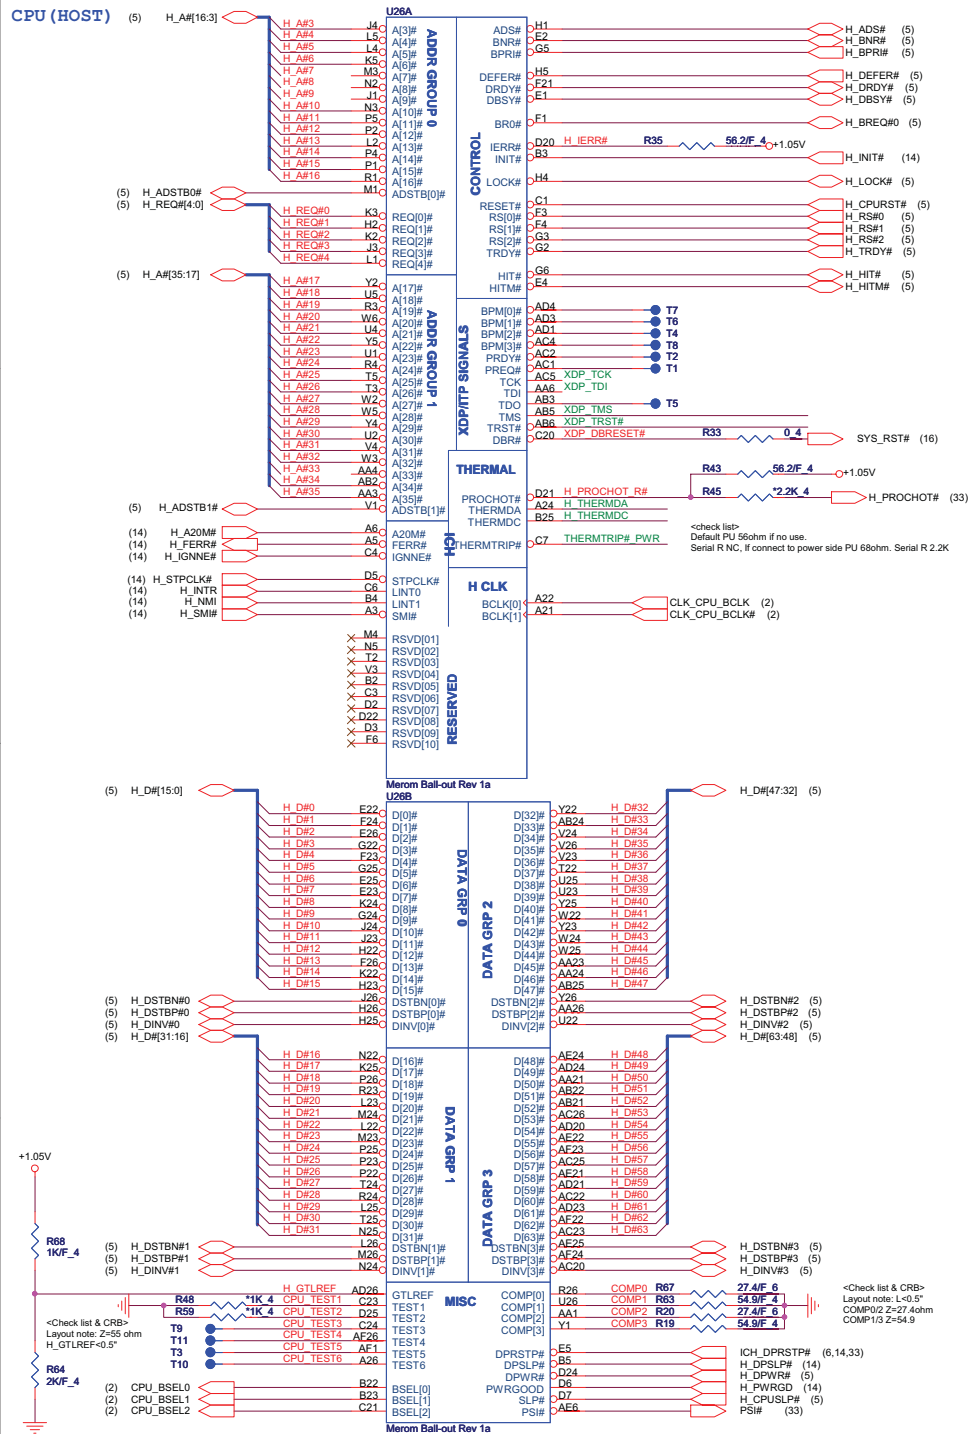 CPU(HOST)
(5) H_A#[16:3]
U26A
H_A#3 J4 A[3]#
H_A#4 L5 A[4]#
H_A#5 L4 A[5]#
H_A#6 K5 A[6]#
H_A#7 M3 A[7]#
H_A#8 N2 A[8]#
H_A#9 J1 A[9]#
H_A#10 N3 A[10]#
H_A#11 P5 A[11]#
H_A#12 P2 A[12]#
H_A#13 L2 A[13]#
H_A#14 P4 A[14]#
H_A#15 P1 A[15]#
H_A#16 R1 A[16]#
(5) H_ADSTB0# M1 ADSTB[0]#
(5) H_REQ#[4:0]
H_REQ#0 K3 REQ[0]#
H_REQ#1 H2 REQ[1]#
H_REQ#2 K2 REQ[2]#
H_REQ#3 J3 REQ[3]#
H_REQ#4 L1 REQ[4]#
ADDR GROUP 0
(5) H_A#[35:17]
H_A#17 Y2 A[17]#
H_A#18 U5 A[18]#
H_A#19 R3 A[19]#
H_A#20 W6 A[20]#
H_A#21 U4 A[21]#
H_A#22 Y5 A[22]#
H_A#23 U1 A[23]#
H_A#24 R4 A[24]#
H_A#25 T5 A[25]#
H_A#26 T3 A[26]#
H_A#27 W2 A[27]#
H_A#28 W5 A[28]#
H_A#29 Y4 A[29]#
H_A#30 U2 A[30]#
H_A#31 V4 A[31]#
H_A#32 W3 A[32]#
H_A#33 AA4 A[33]#
H_A#34 AB2 A[34]#
H_A#35 AA3 A[35]#
(5) H_ADSTB1# V1 ADSTB[1]#
ADDR GROUP 1
(14) H_A20M# A6 A20M#
(14) H_FERR# A5 FERR#
(14) H_IGNNE# C4 IGNNE#
(14) H_STPCLK# D5 STPCLK#
(14) H_INTR C6 LINT0
(14) H_NMI B4 LINT1
(14) H_SMI# A3 SMI#
ICH
M4 RSVD[01]
N5 RSVD[02]
T2 RSVD[03]
V3 RSVD[04]
B2 RSVD[05]
C3 RSVD[06]
D2 RSVD[07]
D22 RSVD[08]
D3 RSVD[09]
F6 RSVD[10]
RESERVED
CONTROL
ADS# H1 H_ADS# (5)
BNR# E2 H_BNR# (5)
BPRI# G5 H_BPRI# (5)
DEFER# H5 H_DEFER# (5)
DRDY# F21 H_DRDY# (5)
DBSY# E1 H_DBSY# (5)
BR0# F1 H_BREQ#0 (5)
IERR# D20 H_IERR# R35 56.2/F_4 +1.05V
INIT# B3 H_INIT# (14)
LOCK# H4 H_LOCK# (5)
RESET# C1 H_CPURST# (5)
RS[0]# F3 H_RS#0 (5)
RS[1]# F4 H_RS#1 (5)
RS[2]# G3 H_RS#2 (5)
TRDY# G2 H_TRDY# (5)
HIT# G6 H_HIT# (5)
HITM# E4 H_HITM# (5)
XDP/ITP SIGNALS
BPM[0]# AD4 T7
BPM[1]# AD3 T6
BPM[2]# AD1 T4
BPM[3]# AC4 T8
PRDY# AC2 T2
PREQ# AC1 T1
TCK AC5 XDP_TCK
TDI AA6 XDP_TDI
TDO AB3 T5
TMS AB5 XDP_TMS
TRST# AB6 XDP_TRST#
DBR# C20 XDP_DBRESET# R33 0_4 SYS_RST# (16)
THERMAL
R43 56.2/F_4 +1.05V
PROCHOT# D21 H_PROCHOT_R# R45 *2.2K_4 H_PROCHOT# (33)
THERMDA A24 H_THERMDA
THERMDC B25 H_THERMDC
THERMTRIP# C7 THERMTRIP#_PWR
<check list>
Default PU 56ohm if no use.
Serial R NC, If connect to power side PU 68ohm. Serial R 2.2K
H CLK
BCLK[0] A22 CLK_CPU_BCLK (2)
BCLK[1] A21 CLK_CPU_BCLK# (2)
Merom Ball-out Rev 1a
U26B
(5) H_D#[15:0]
H_D#0 E22 D[0]#
H_D#1 F24 D[1]#
H_D#2 E26 D[2]#
H_D#3 G22 D[3]#
H_D#4 F23 D[4]#
H_D#5 G25 D[5]#
H_D#6 E25 D[6]#
H_D#7 E23 D[7]#
H_D#8 K24 D[8]#
H_D#9 G24 D[9]#
H_D#10 J24 D[10]#
H_D#11 J23 D[11]#
H_D#12 H22 D[12]#
H_D#13 F26 D[13]#
H_D#14 K22 D[14]#
H_D#15 H23 D[15]#
(5) H_DSTBN#0 J26 DSTBN[0]#
(5) H_DSTBP#0 H26 DSTBP[0]#
(5) H_DINV#0 H25 DINV[0]#
DATA GRP 0
(5) H_D#[31:16]
H_D#16 N22 D[16]#
H_D#17 K25 D[17]#
H_D#18 P26 D[18]#
H_D#19 R23 D[19]#
H_D#20 L23 D[20]#
H_D#21 M24 D[21]#
H_D#22 L22 D[22]#
H_D#23 M23 D[23]#
H_D#24 P25 D[24]#
H_D#25 P23 D[25]#
H_D#26 P22 D[26]#
H_D#27 T24 D[27]#
H_D#28 R24 D[28]#
H_D#29 L25 D[29]#
H_D#30 T25 D[30]#
H_D#31 N25 D[31]#
(5) H_DSTBN#1 L26 DSTBN[1]#
(5) H_DSTBP#1 M26 DSTBP[1]#
(5) H_DINV#1 N24 DINV[1]#
DATA GRP 1
H_D#[47:32] (5)
D[32]# Y22 H_D#32
D[33]# AB24 H_D#33
D[34]# V24 H_D#34
D[35]# V26 H_D#35
D[36]# V23 H_D#36
D[37]# T22 H_D#37
D[38]# U25 H_D#38
D[39]# U23 H_D#39
D[40]# Y25 H_D#40
D[41]# W22 H_D#41
D[42]# Y23 H_D#42
D[43]# W24 H_D#43
D[44]# W25 H_D#44
D[45]# AA23 H_D#45
D[46]# AA24 H_D#46
D[47]# AB25 H_D#47
DSTBN[2]# Y26 H_DSTBN#2 (5)
DSTBP[2]# AA26 H_DSTBP#2 (5)
DINV[2]# U22 H_DINV#2 (5)
DATA GRP 2
H_D#[63:48] (5)
D[48]# AE24 H_D#48
D[49]# AD24 H_D#49
D[50]# AA21 H_D#50
D[51]# AB22 H_D#51
D[52]# AB21 H_D#52
D[53]# AC26 H_D#53
D[54]# AD20 H_D#54
D[55]# AE22 H_D#55
D[56]# AF23 H_D#56
D[57]# AC25 H_D#57
D[58]# AE21 H_D#58
D[59]# AD21 H_D#59
D[60]# AC22 H_D#60
D[61]# AD23 H_D#61
D[62]# AF22 H_D#62
D[63]# AC23 H_D#63
DSTBN[3]# AE25 H_DSTBN#3 (5)
DSTBP[3]# AF24 H_DSTBP#3 (5)
DINV[3]# AC20 H_DINV#3 (5)
DATA GRP 3
+1.05V
R68
1K/F_4
R64
2K/F_4
<Check list & CRB>
Layout note: Z=55 ohm
H_GTLREF<0.5"
H_GTLREF AD26 GTLREF
R48 *1K_4 CPU_TEST1 C23 TEST1
R59 *1K_4 CPU_TEST2 D25 TEST2
T9 CPU_TEST3 C24 TEST3
T11 CPU_TEST4 AF26 TEST4
T3 CPU_TEST5 AF1 TEST5
T10 CPU_TEST6 A26 TEST6
(2) CPU_BSEL0 B22 BSEL[0]
(2) CPU_BSEL1 B23 BSEL[1]
(2) CPU_BSEL2 C21 BSEL[2]
MISC
COMP[0] R26 COMP0 R67 27.4/F_6
COMP[1] U26 COMP1 R63 54.9/F_4
COMP[2] AA1 COMP2 R20 27.4/F_6
COMP[3] Y1 COMP3 R19 54.9/F_4
<Check list & CRB>
Layout note: L<0.5"
COMP0/2 Z=27.4ohm
COMP1/3 Z=54.9
DPRSTP# E5 ICH_DPRSTP# (6,14,33)
DPSLP# B5 H_DPSLP# (14)
DPWR# D24 H_DPWR# (5)
PWRGOOD D6 H_PWRGD (14)
SLP# D7 H_CPUSLP# (5)
PSI# AE6 PSI# (33)
Merom Ball-out Rev 1a